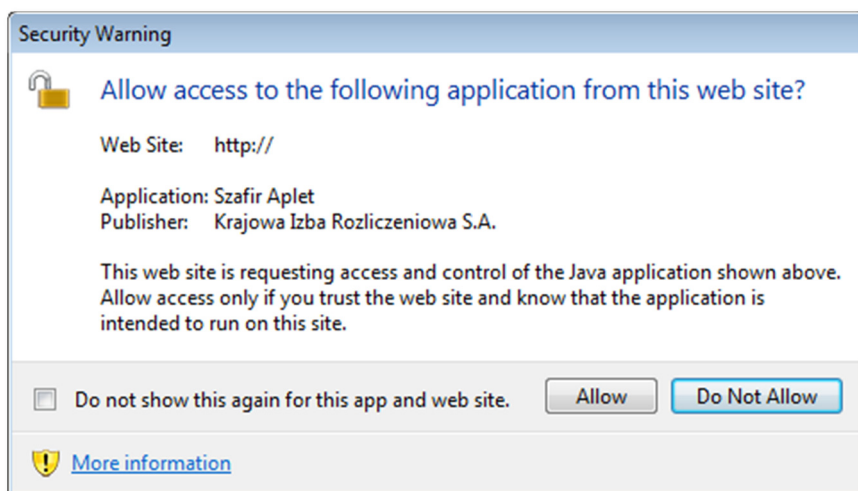 Security Warning
Allow access to the following application from this web site?
Web Site: http://
Application: Szafir Aplet
Publisher: Krajowa Izba Rozliczeniowa S.A.
This web site is requesting access and control of the Java application shown above.
Allow access only if you trust the web site and know that the application is
intended to run on this site.
Do not show this again for this app and web site. Allow Do Not Allow
More information